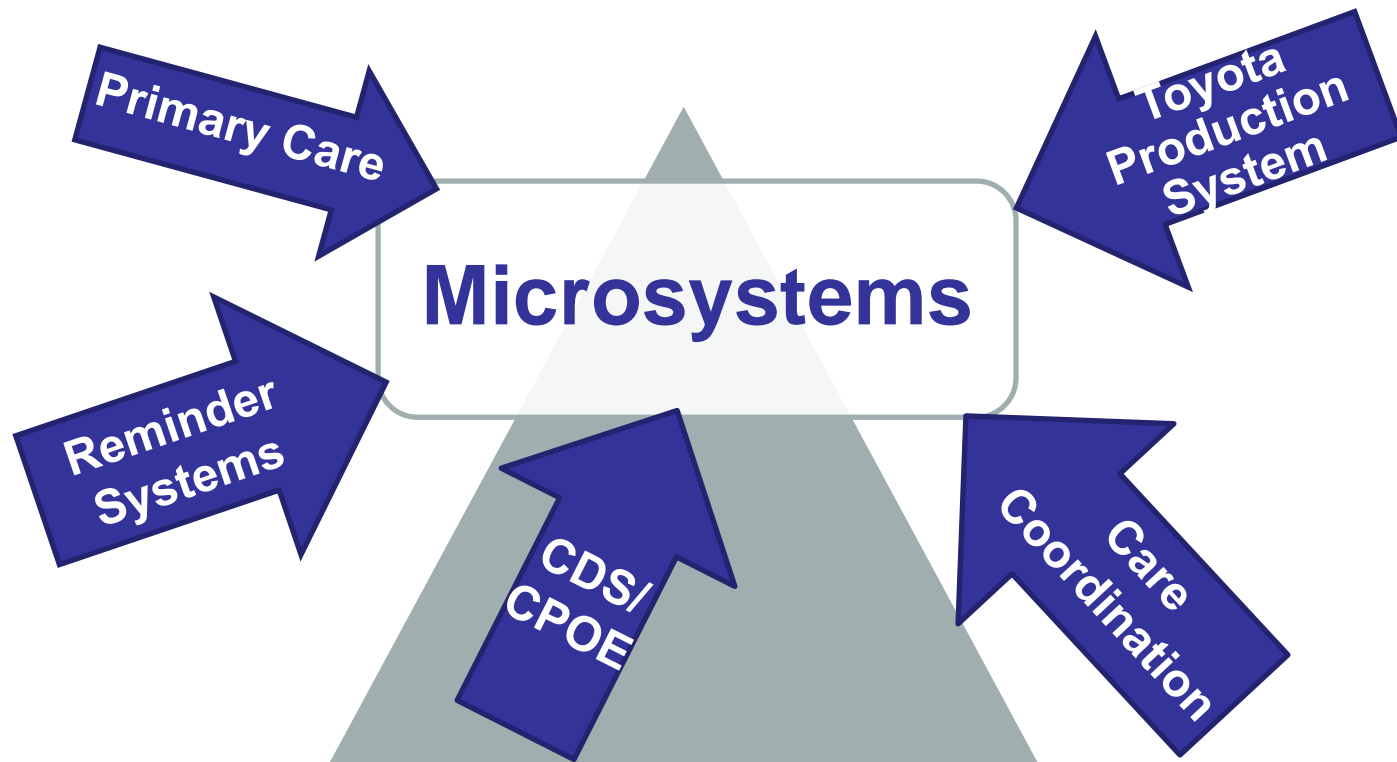 Primary Care
Toyota
Production
System
Microsystems
Reminder
Systems
CDS/
CPOE
Care
Coordination